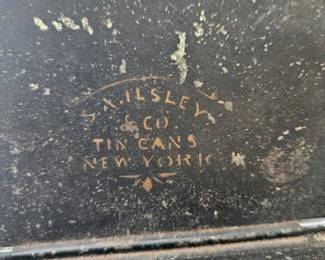 S.A. ILSLEY
& CO
TIN CANS
NEW YORK